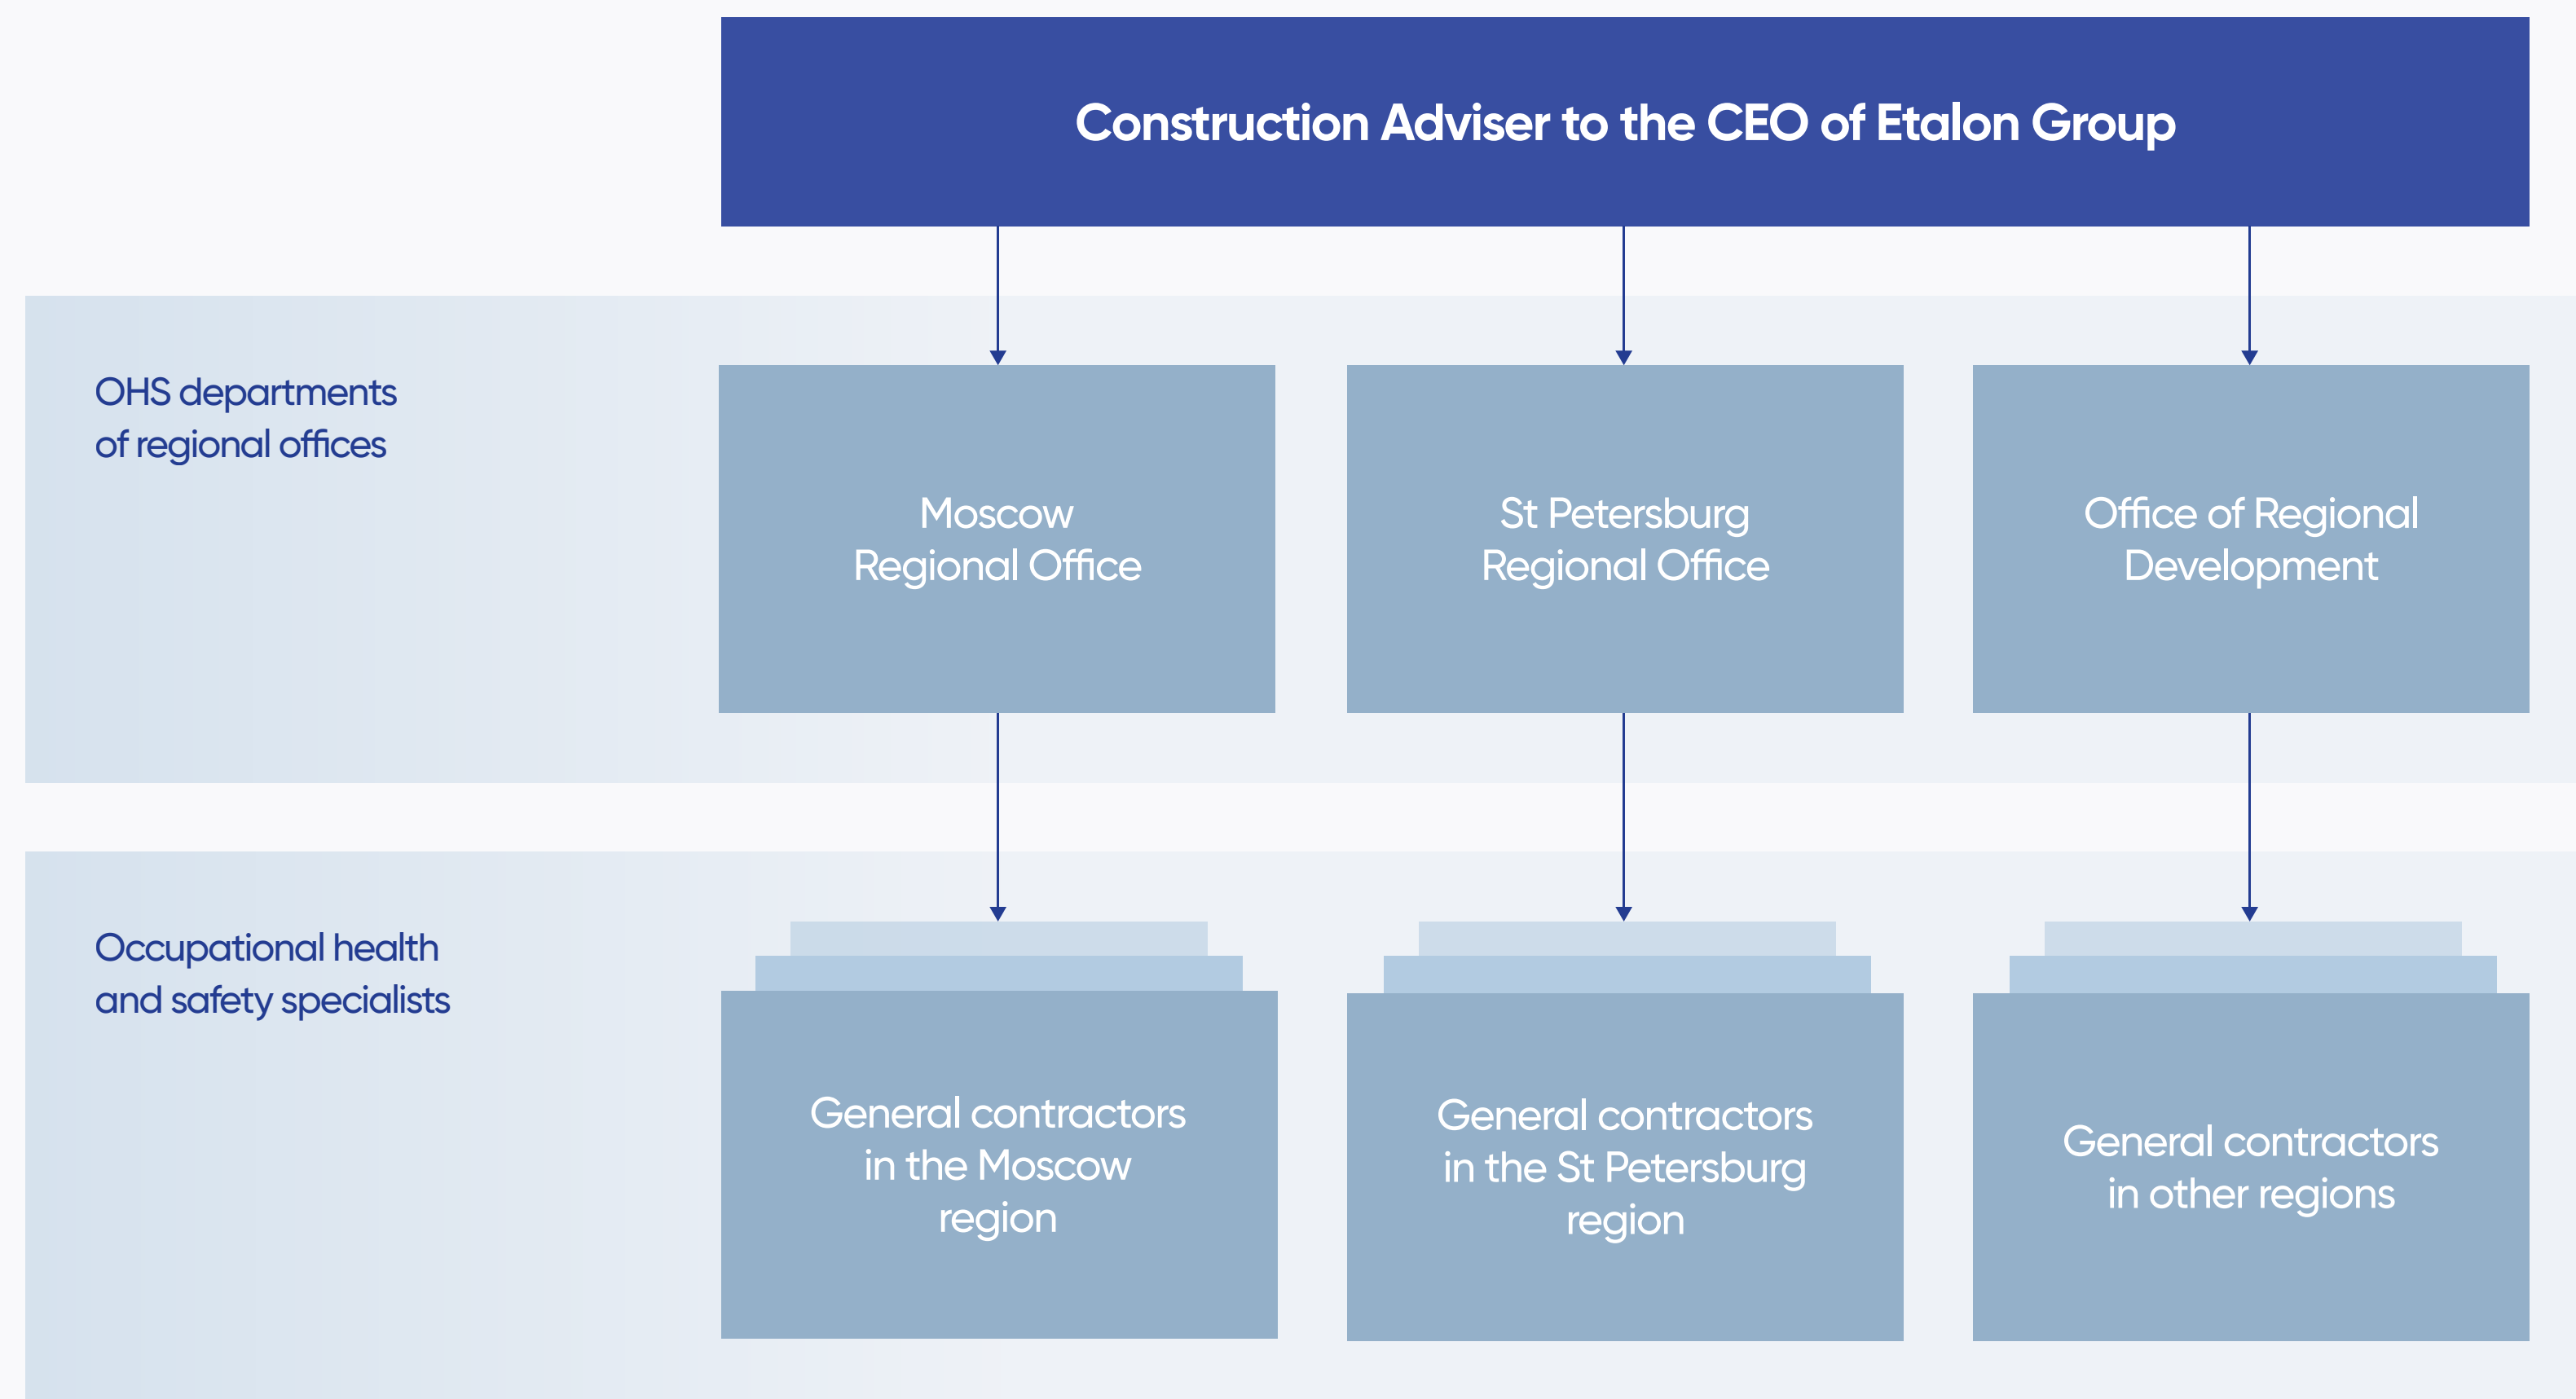 Construction Adviser to the CEO of Etalon Group
OHS departments
of regional offices
Moscow
Regional Office
St Petersburg
Regional Office
Office of Regional
Development
Occupational health
and safety specialists
General contractors
in the Moscow
region
General contractors
in the St Petersburg
region
General contractors
in other regions